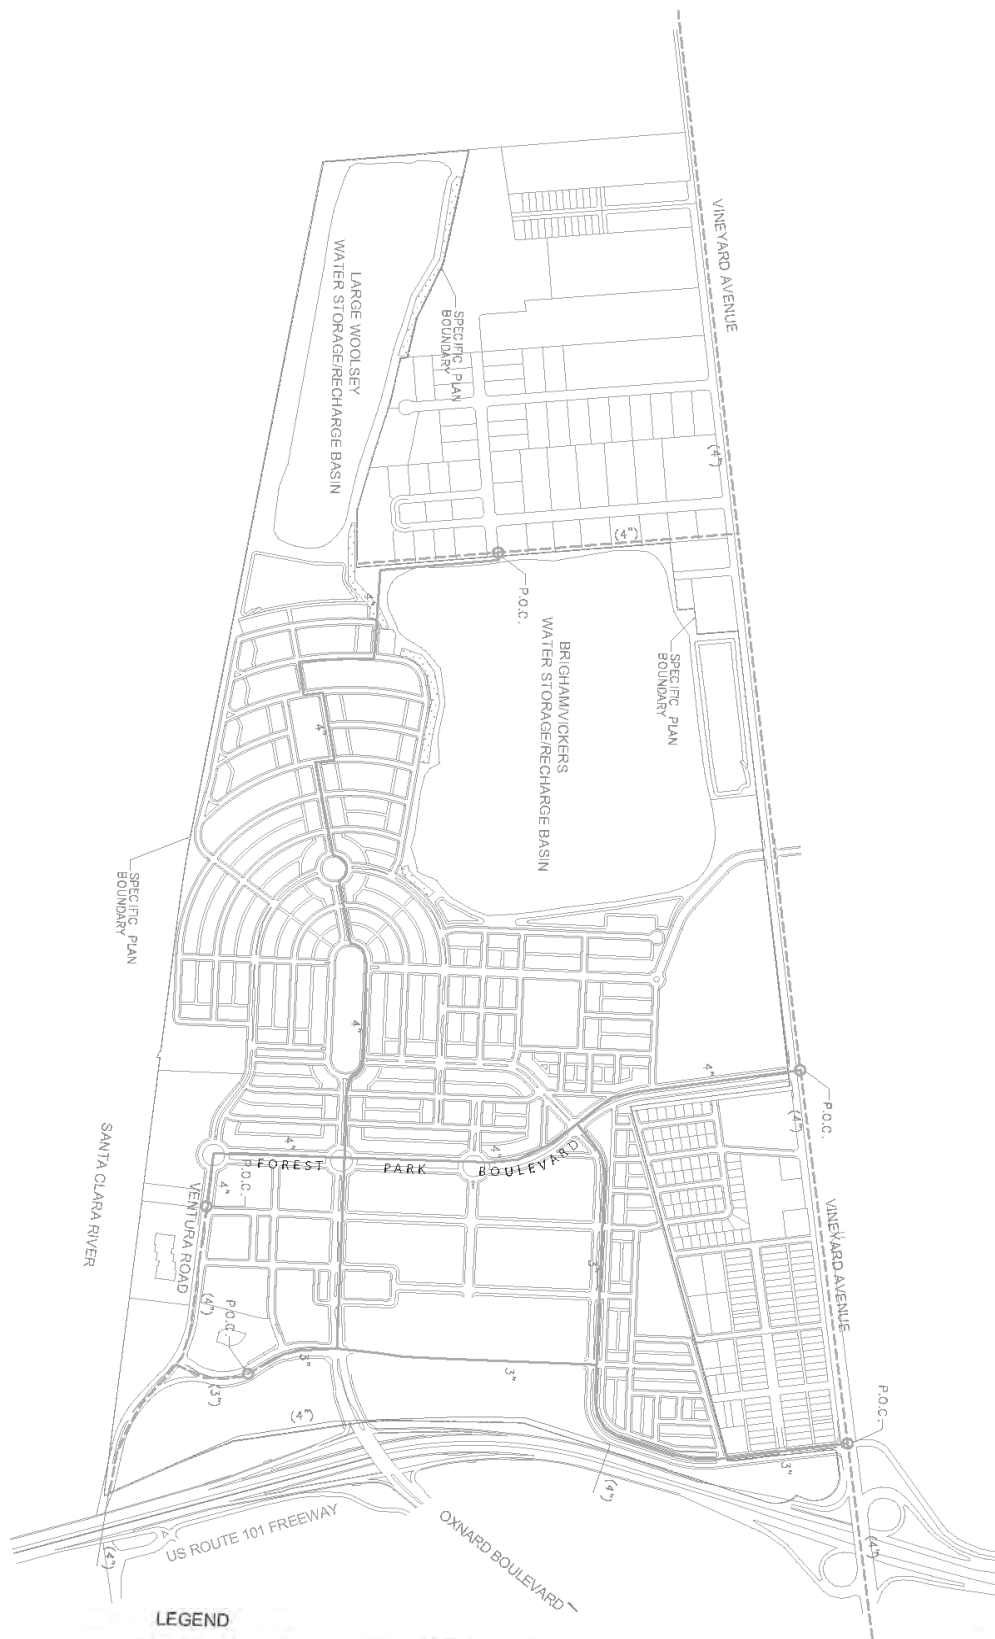 VINEYARD AVENUE
LARGE WOOLSEY
WATER STORAGE/RECHARGE BASIN
SPECIFIC PLAN
BOUNDARY
(4")
(4")
P.O.C.
4"
BRIGHAM/VICKERS
WATER STORAGE/RECHARGE BASIN
SPECIFIC PLAN
BOUNDARY
4"
SPECIFIC PLAN
BOUNDARY
4"
4"
P.O.C.
(4")
4"
4"
FOREST PARK BOULEVARD
P.O.C.
4"
SANTA CLARA RIVER
VENTURA ROAD
VINEYARD AVENUE
3"
(4")
P.O.C.
3"
3"
(3")
P.O.C.
(4")
3"
(4")
US ROUTE 101 FREEWAY
OXNARD BOULEVARD
(4")
(4")
LEGEND